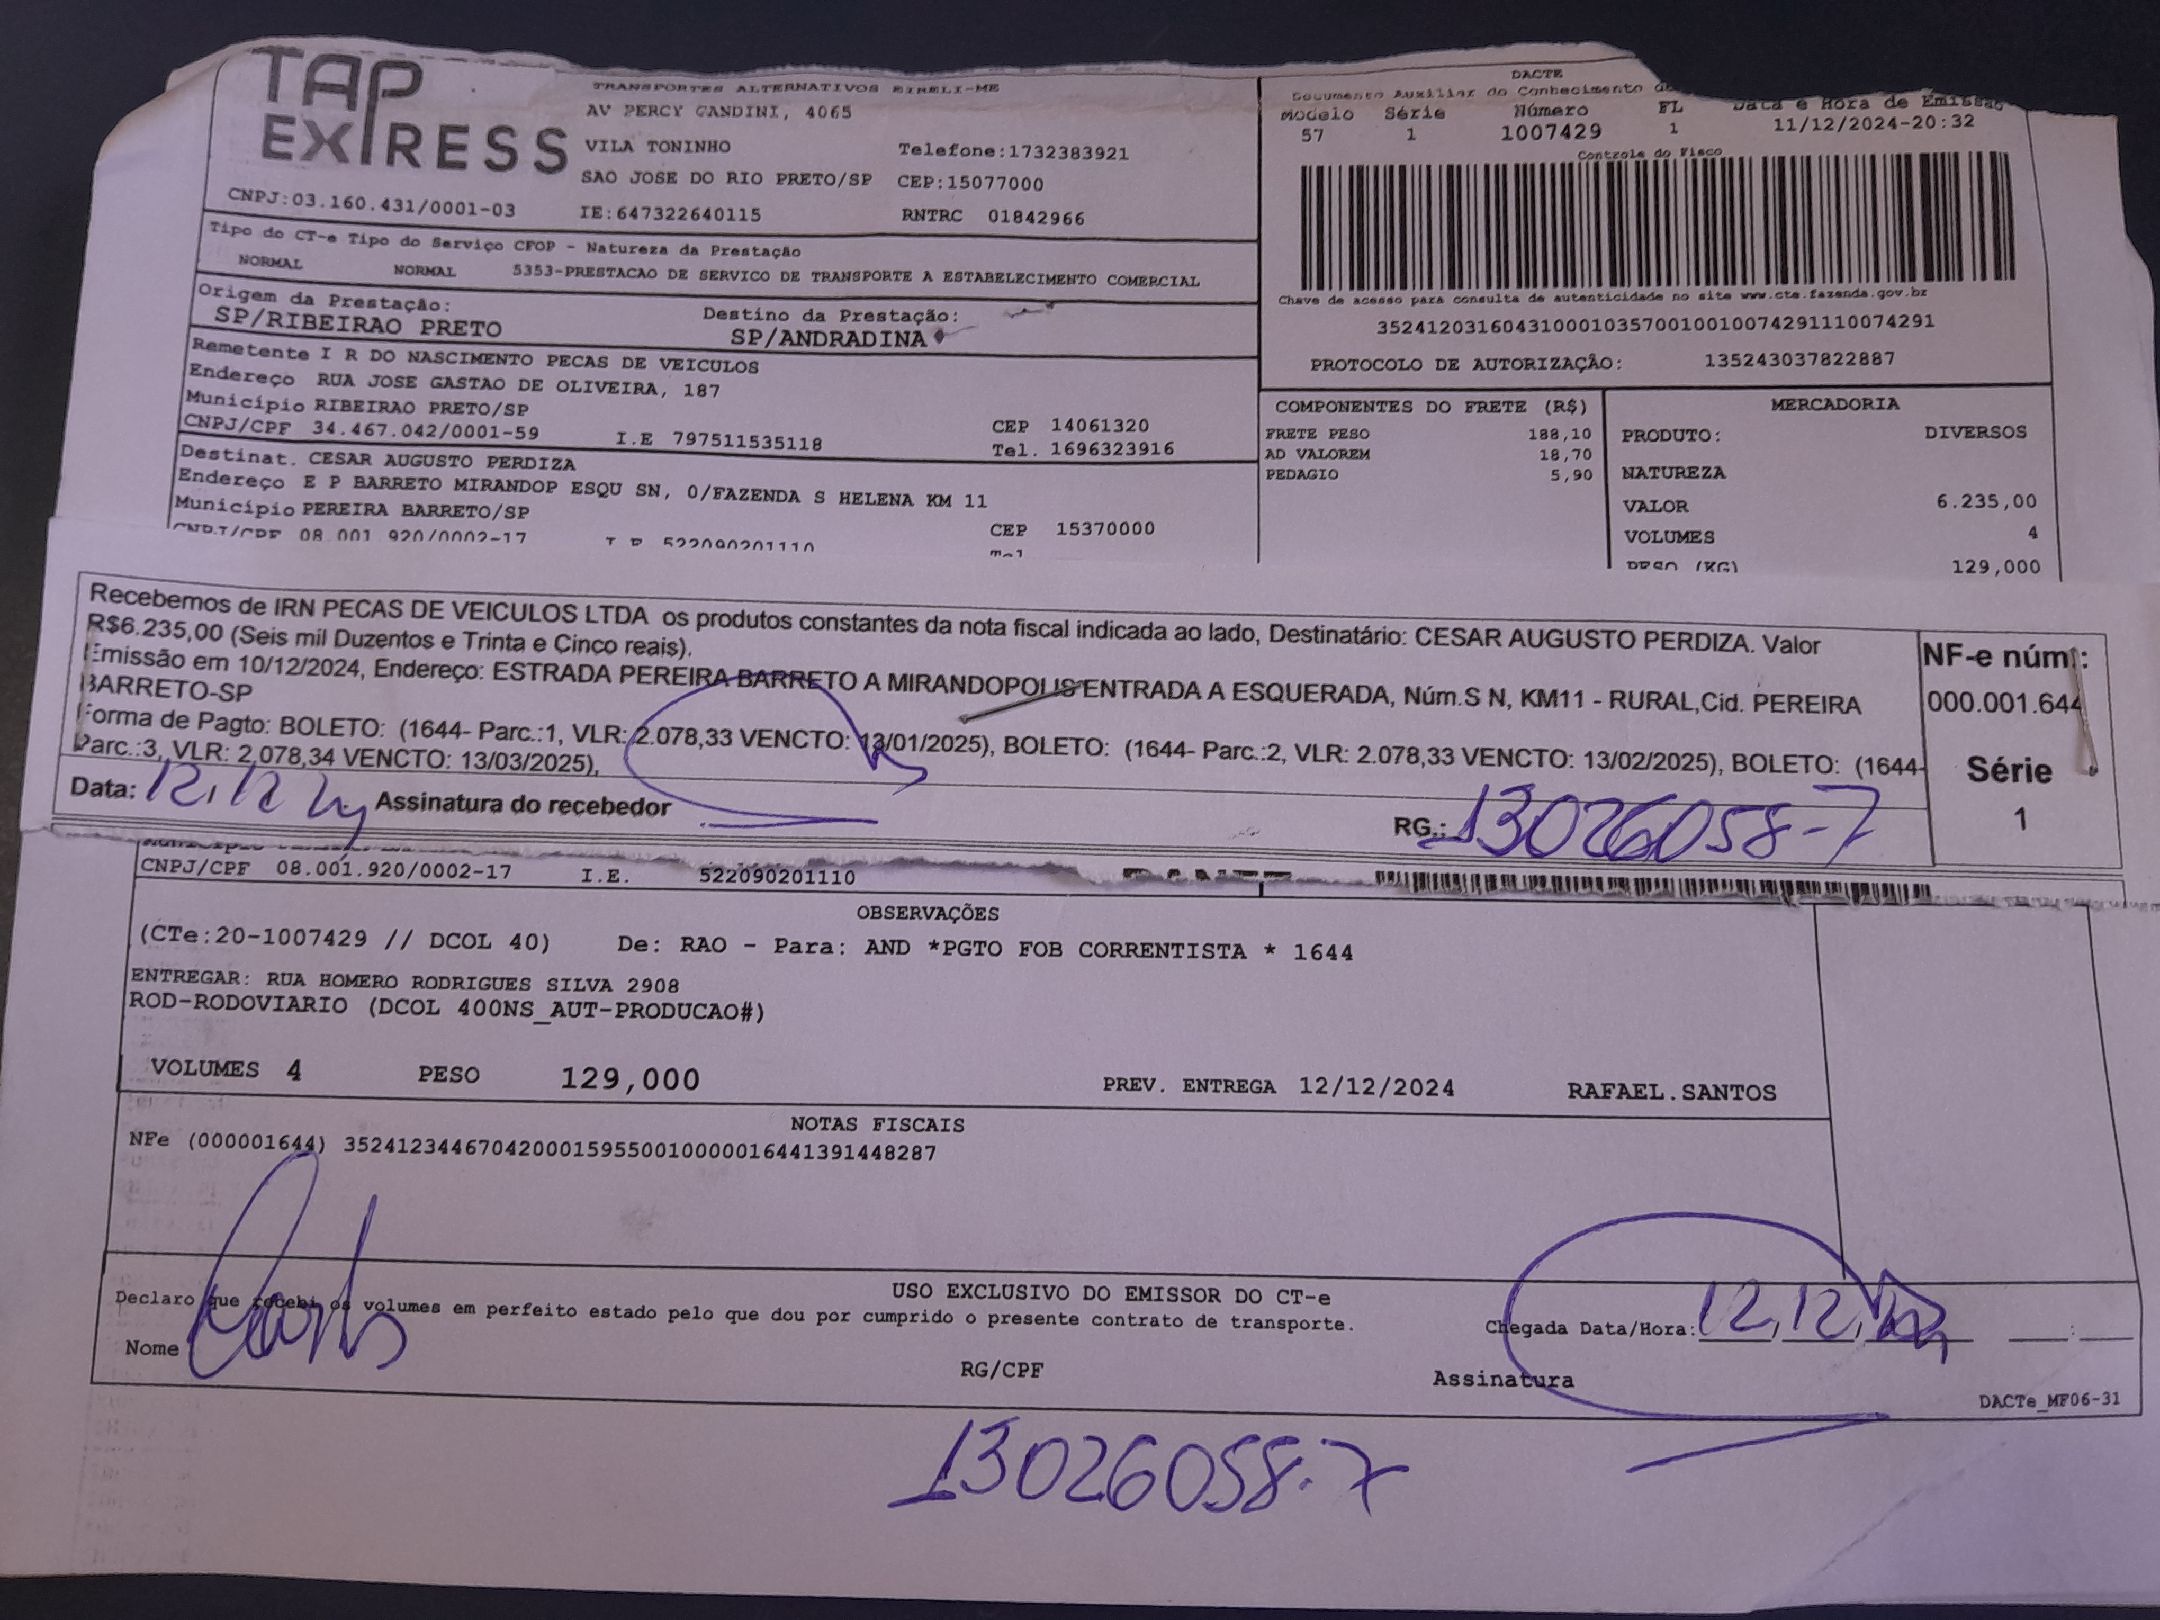 TAP
EXPRESS
TRANSPORTES ALTERNATIVOS EIRELI-ME
AV PERCY GANDINI, 4065
VILA TONINHO Telefone:1732383921
SAO JOSE DO RIO PRETO/SP CEP:15077000
CNPJ:03.160.431/0001-03 IE:647322640115 RNTRC 01842966
DACTE
Documento Auxiliar do Conhecimento
Modelo Série Número FL Data e Hora de Emissão
57 1 1007429 1 11/12/2024-20:32
Controle do Fisco
Chave de acesso para consulta de autenticidade no site www.cte.fazenda.gov.br
35241203160431000103570010010074291110074291
PROTOCOLO DE AUTORIZAÇÃO: 135243037822887
Tipo do CT-e Tipo do Serviço CFOP - Natureza da Prestação
NORMAL NORMAL 5353-PRESTACAO DE SERVICO DE TRANSPORTE A ESTABELECIMENTO COMERCIAL
Origem da Prestação: Destino da Prestação:
SP/RIBEIRAO PRETO SP/ANDRADINA
Remetente I R DO NASCIMENTO PECAS DE VEICULOS
Endereço RUA JOSE GASTAO DE OLIVEIRA, 187
Município RIBEIRAO PRETO/SP CEP 14061320
CNPJ/CPF 34.467.042/0001-59 I.E 797511535118 Tel. 1696323916
Destinat. CESAR AUGUSTO PERDIZA
Endereço E P BARRETO MIRANDOP ESQU SN, 0/FAZENDA S HELENA KM 11
Município PEREIRA BARRETO/SP CEP 15370000
CNPJ/CPF 08.001.920/0002-17 I.E 522090201110
Tel
COMPONENTES DO FRETE (R$)
FRETE PESO 188,10
AD VALOREM 18,70
PEDAGIO 5,90
MERCADORIA
PRODUTO: DIVERSOS
NATUREZA
VALOR 6.235,00
VOLUMES 4
PESO (KG) 129,000
Recebemos de IRN PECAS DE VEICULOS LTDA os produtos constantes da nota fiscal indicada ao lado, Destinatário: CESAR AUGUSTO PERDIZA. Valor
R$6.235,00 (Seis mil Duzentos e Trinta e Cinco reais).
Emissão em 10/12/2024, Endereço: ESTRADA PEREIRA BARRETO A MIRANDOPOLIS ENTRADA A ESQUERADA, Núm.S N, KM11 - RURAL,Cid. PEREIRA
BARRETO-SP
Forma de Pagto: BOLETO: (1644- Parc.:1, VLR: 2.078,33 VENCTO: 13/01/2025), BOLETO: (1644- Parc.:2, VLR: 2.078,33 VENCTO: 13/02/2025), BOLETO: (1644-
Parc.:3, VLR: 2.078,34 VENCTO: 13/03/2025),
Data: 12,12 24 Assinatura do recebedor RG.: 13026058-7
NF-e núm.:
000.001.644
Série
1
CNPJ/CPF 08.001.920/0002-17 I.E. 522090201110
OBSERVAÇÕES
(CTe:20-1007429 // DCOL 40) De: RAO - Para: AND *PGTO FOB CORRENTISTA * 1644
ENTREGAR: RUA HOMERO RODRIGUES SILVA 2908
ROD-RODOVIARIO (DCOL 400NS_AUT-PRODUCAO#)
VOLUMES 4 PESO 129,000 PREV. ENTREGA 12/12/2024 RAFAEL.SANTOS
NOTAS FISCAIS
NFe (000001644) 35241234467042000159550010000016441391448287
USO EXCLUSIVO DO EMISSOR DO CT-e
Declaro que recebi os volumes em perfeito estado pelo que dou por cumprido o presente contrato de transporte.
Chegada Data/Hora: 12,12, :
Nome RG/CPF Assinatura
DACTe_MF06-31
13026058-7